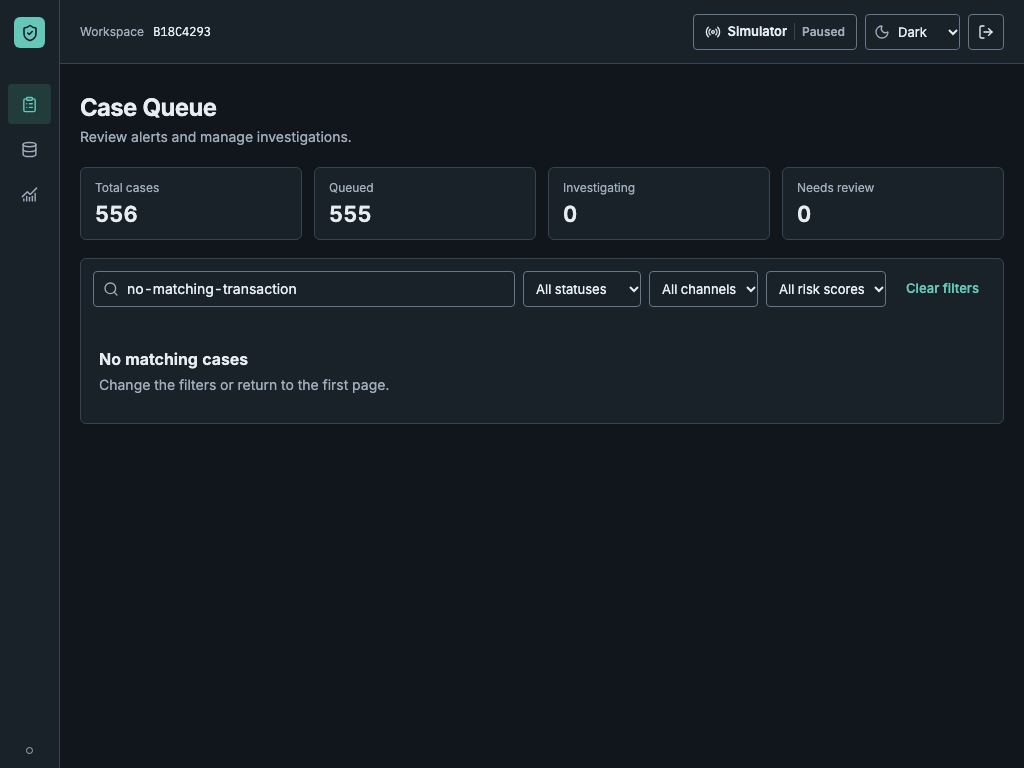 Workspace B18C4293
Simulator Paused
Dark
Case Queue
Review alerts and manage investigations.
Total cases
556
Queued
555
Investigating
0
Needs review
0
no-matching-transaction
All statuses
All channels
All risk scores
Clear filters
No matching cases
Change the filters or return to the first page.